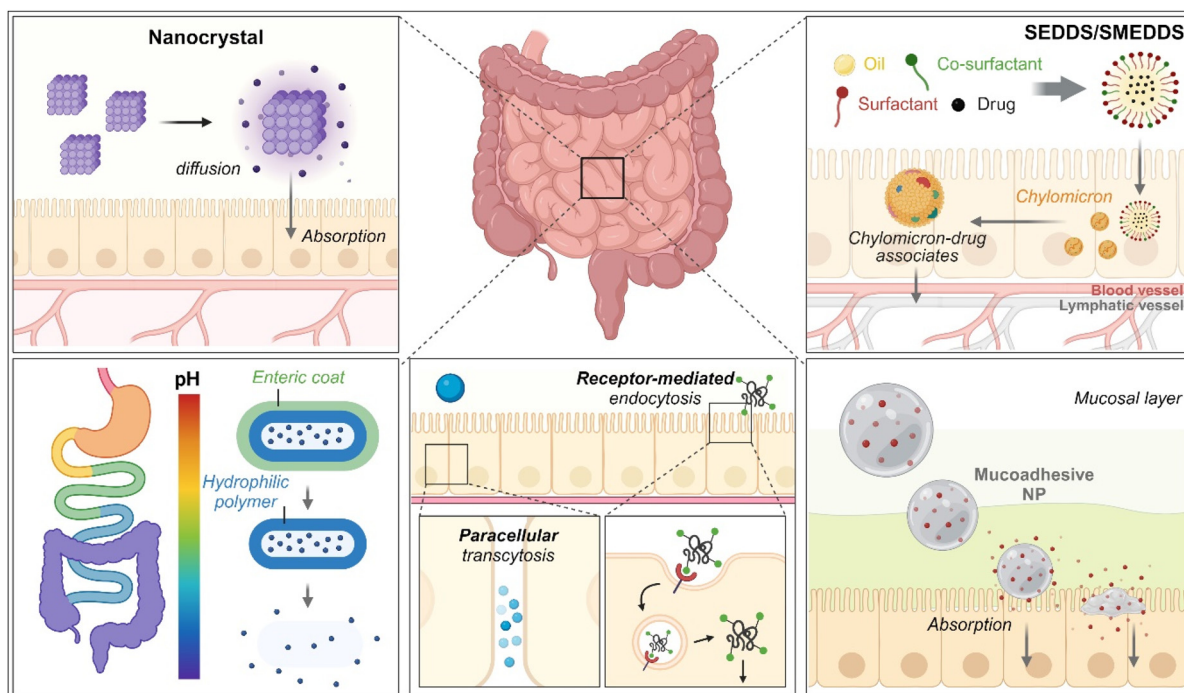 Nanocrystal
diffusion
Absorption
SEDDS/SMEDDS
Oil
Co-surfactant
Surfactant
Drug
Chylomicron
Chylomicron-drug
associates
Blood vessel
Lymphatic vessel
pH
Enteric coat
Hydrophilic
polymer
Receptor-mediated
endocytosis
Paracellular
transcytosis
Mucosal layer
Mucoadhesive
NP
Absorption